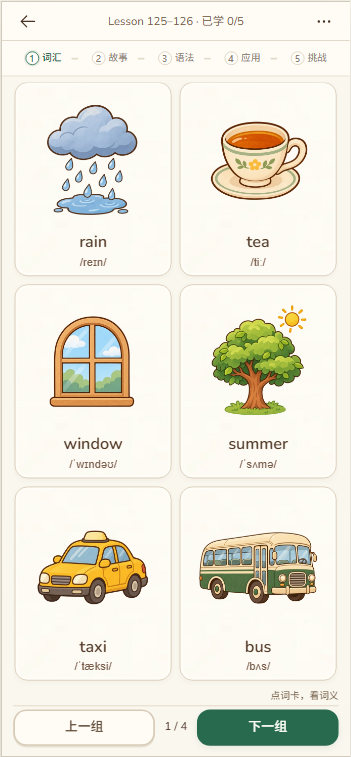 Lesson 125–126 · 已学 0/5
1 词汇 – 2 故事 – 3 语法 – 4 应用 – 5 挑战
rain tea
/reɪn/ /tiː/
window summer
/ˈwɪndəʊ/ /ˈsʌmə/
taxi bus
/ˈtæksi/ /bʌs/
点词卡，看词义
上一组 1 / 4 下一组